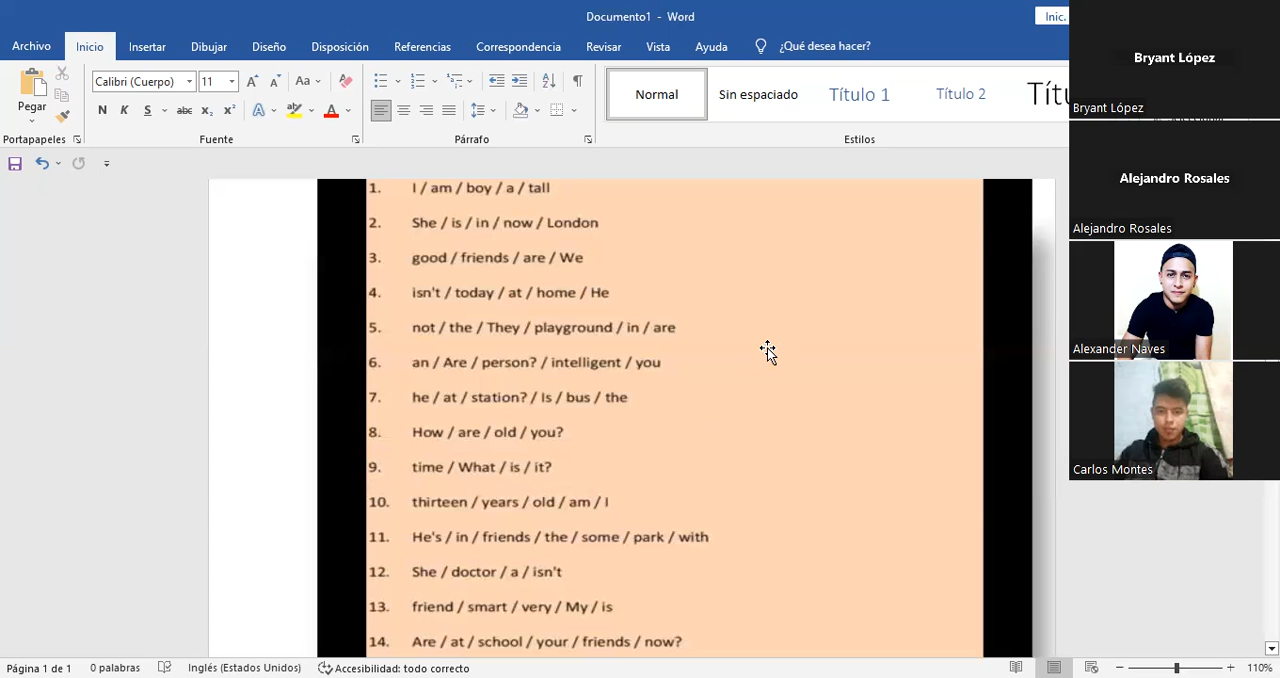 Documento1 - Word
Inic.
Archivo Inicio Insertar Dibujar Diseño Disposición Referencias Correspondencia Revisar Vista Ayuda ¿Qué desea hacer?
Pegar
Calibri (Cuerpo) 11
Aa
N K S abc x₂ x²
A A
Normal
Sin espaciado
Título 1
Título 2
Portapapeles
Fuente
Párrafo
Estilos
1. I / am / boy / a / tall
2. She / is / in / now / London
3. good / friends / are / We
4. isn't / today / at / home / He
5. not / the / They / playground / in / are
6. an / Are / person? / intelligent / you
7. he / at / station? / Is / bus / the
8. How / are / old / you?
9. time / What / is / it?
10. thirteen / years / old / am / I
11. He's / in / friends / the / some / park / with
12. She / doctor / a / isn't
13. friend / smart / very / My / is
14. Are / at / school / your / friends / now?
Bryant López
Bryant López
Alejandro Rosales
Alejandro Rosales
Alexander Naves
Carlos Montes
Página 1 de 1 0 palabras Inglés (Estados Unidos) Accesibilidad: todo correcto 110%